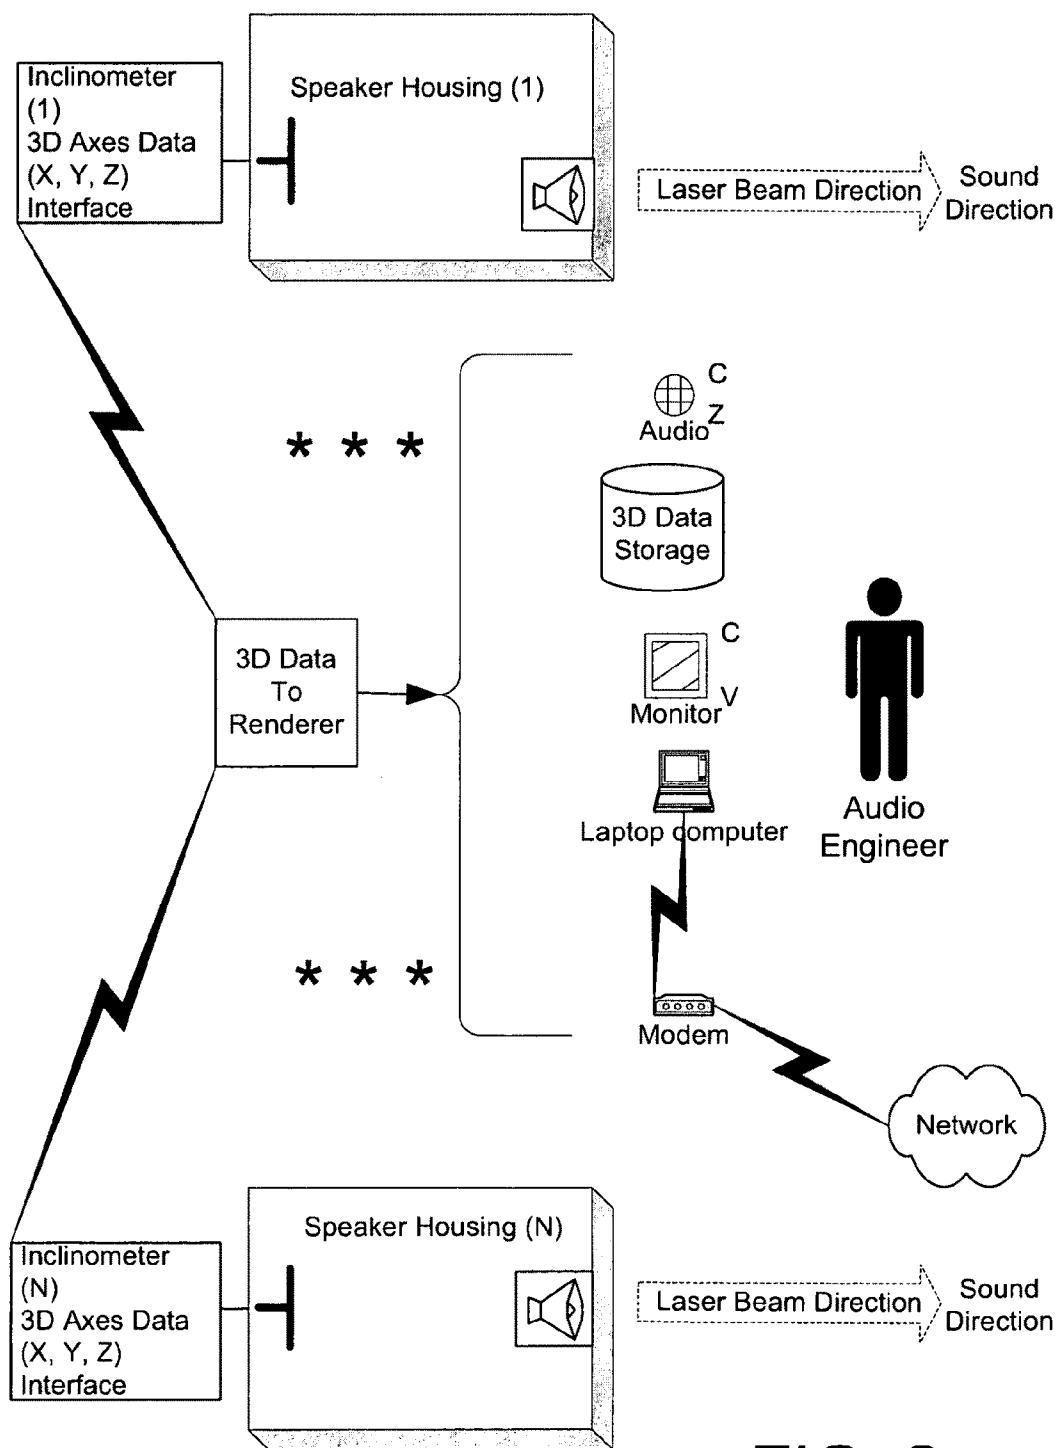 Inclinometer
(1)
3D Axes Data
(X, Y, Z)
Interface
Speaker Housing (1)
Laser Beam Direction
Sound
Direction
* * *
C
Z
Audio
3D Data
Storage
3D Data
To
Renderer
C
V
Monitor
Laptop computer
Audio
Engineer
* * *
Modem
Network
Inclinometer
(N)
3D Axes Data
(X, Y, Z)
Interface
Speaker Housing (N)
Laser Beam Direction
Sound
Direction